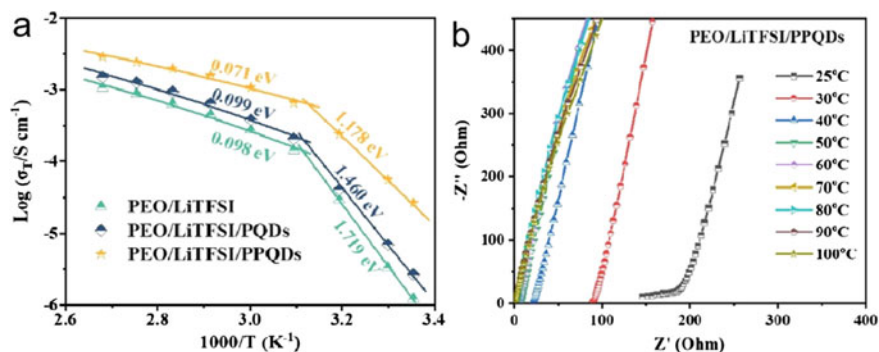 a
-2
-3
-4
-5
-6
Log (σT/S cm⁻¹)
0.071 eV
0.099 eV
0.098 eV
1.178 eV
1.460 eV
1.719 eV
PEO/LiTFSI
PEO/LiTFSI/PQDs
PEO/LiTFSI/PPQDs
2.6 2.8 3.0 3.2 3.4
1000/T (K⁻¹)
b
PEO/LiTFSI/PPQDs
400
300
200
100
0
-Z'' (Ohm)
25°C
30°C
40°C
50°C
60°C
70°C
80°C
90°C
100°C
0 100 200 300 400
Z' (Ohm)